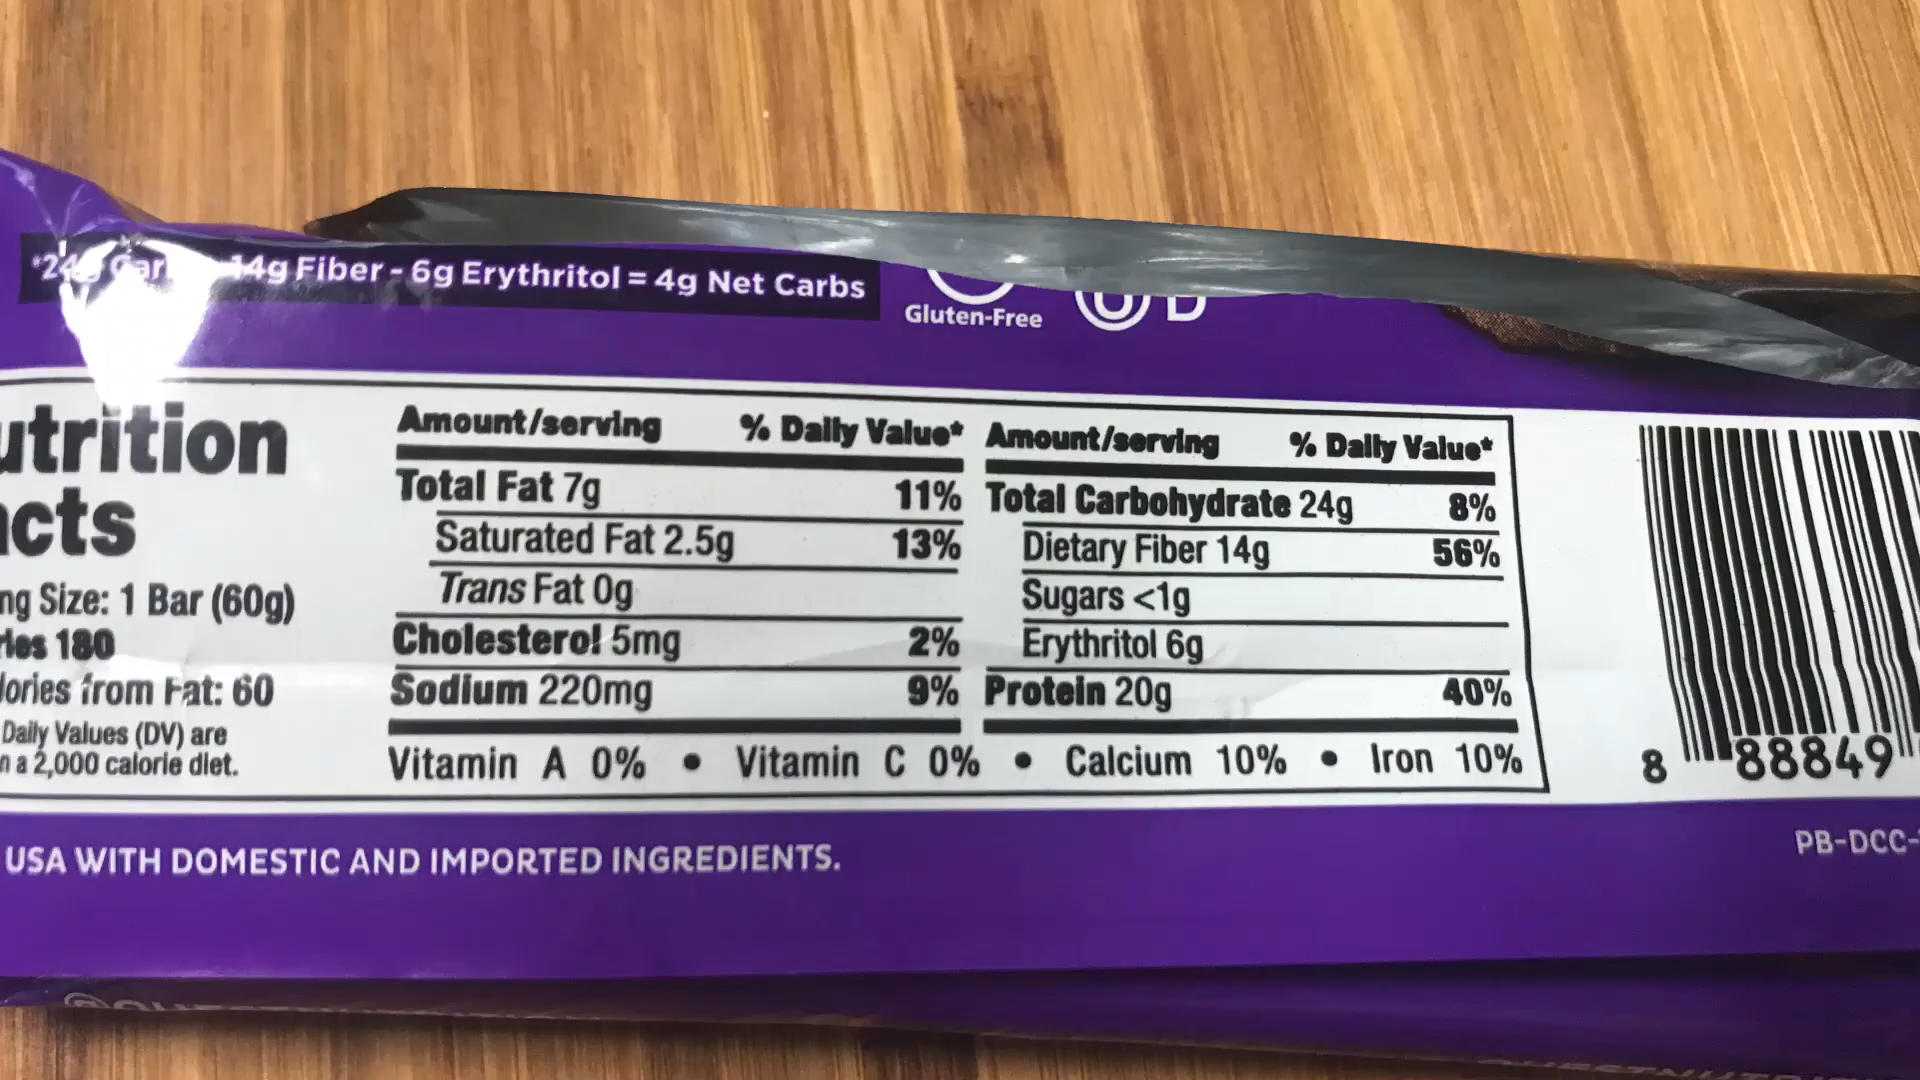 14g Fiber - 6g Erythritol = 4g Net Carbs
Gluten-Free
U D
utrition
acts
ng Size: 1 Bar (60g)
ries 180
lories from Fat: 60
Daily Values (DV) are
n a 2,000 calorie diet.
Amount/serving % Daily Value*
Total Fat 7g 11%
Saturated Fat 2.5g 13%
Trans Fat 0g
Cholesterol 5mg 2%
Sodium 220mg 9%
Amount/serving % Daily Value*
Total Carbohydrate 24g 8%
Dietary Fiber 14g 56%
Sugars <1g
Erythritol 6g
Protein 20g 40%
Vitamin A 0% • Vitamin C 0% • Calcium 10% • Iron 10%
8 88849
USA WITH DOMESTIC AND IMPORTED INGREDIENTS.
PB-DCC-